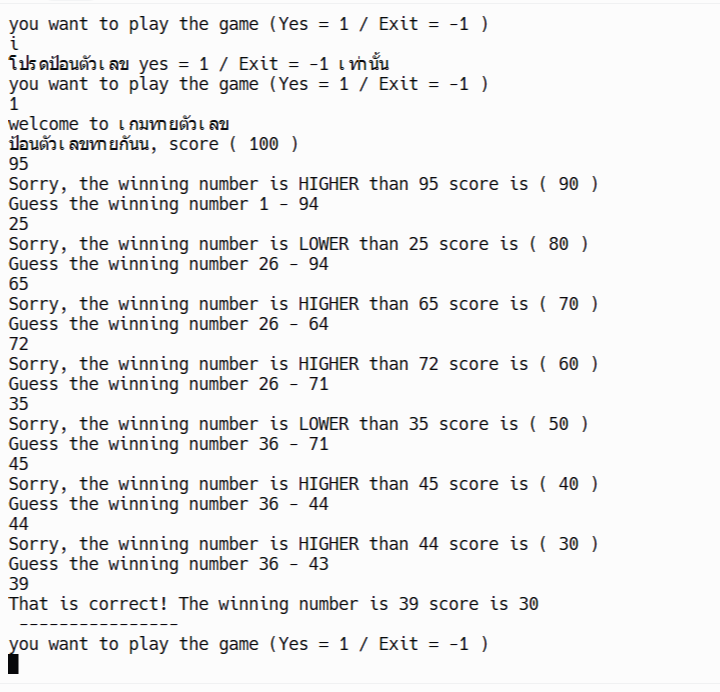 you want to play the game (Yes = 1 / Exit = -1 )
i
โปรดป้อนตัวเลข yes = 1 / Exit = -1 เท่านั้น
you want to play the game (Yes = 1 / Exit = -1 )
1
welcome to เกมทายตัวเลข
ป้อนตัวเลขทายกันน, score ( 100 )
95
Sorry, the winning number is HIGHER than 95 score is ( 90 )
Guess the winning number 1 - 94
25
Sorry, the winning number is LOWER than 25 score is ( 80 )
Guess the winning number 26 - 94
65
Sorry, the winning number is HIGHER than 65 score is ( 70 )
Guess the winning number 26 - 64
72
Sorry, the winning number is HIGHER than 72 score is ( 60 )
Guess the winning number 26 - 71
35
Sorry, the winning number is LOWER than 35 score is ( 50 )
Guess the winning number 36 - 71
45
Sorry, the winning number is HIGHER than 45 score is ( 40 )
Guess the winning number 36 - 44
44
Sorry, the winning number is HIGHER than 44 score is ( 30 )
Guess the winning number 36 - 43
39
That is correct! The winning number is 39 score is 30
----------------
you want to play the game (Yes = 1 / Exit = -1 )